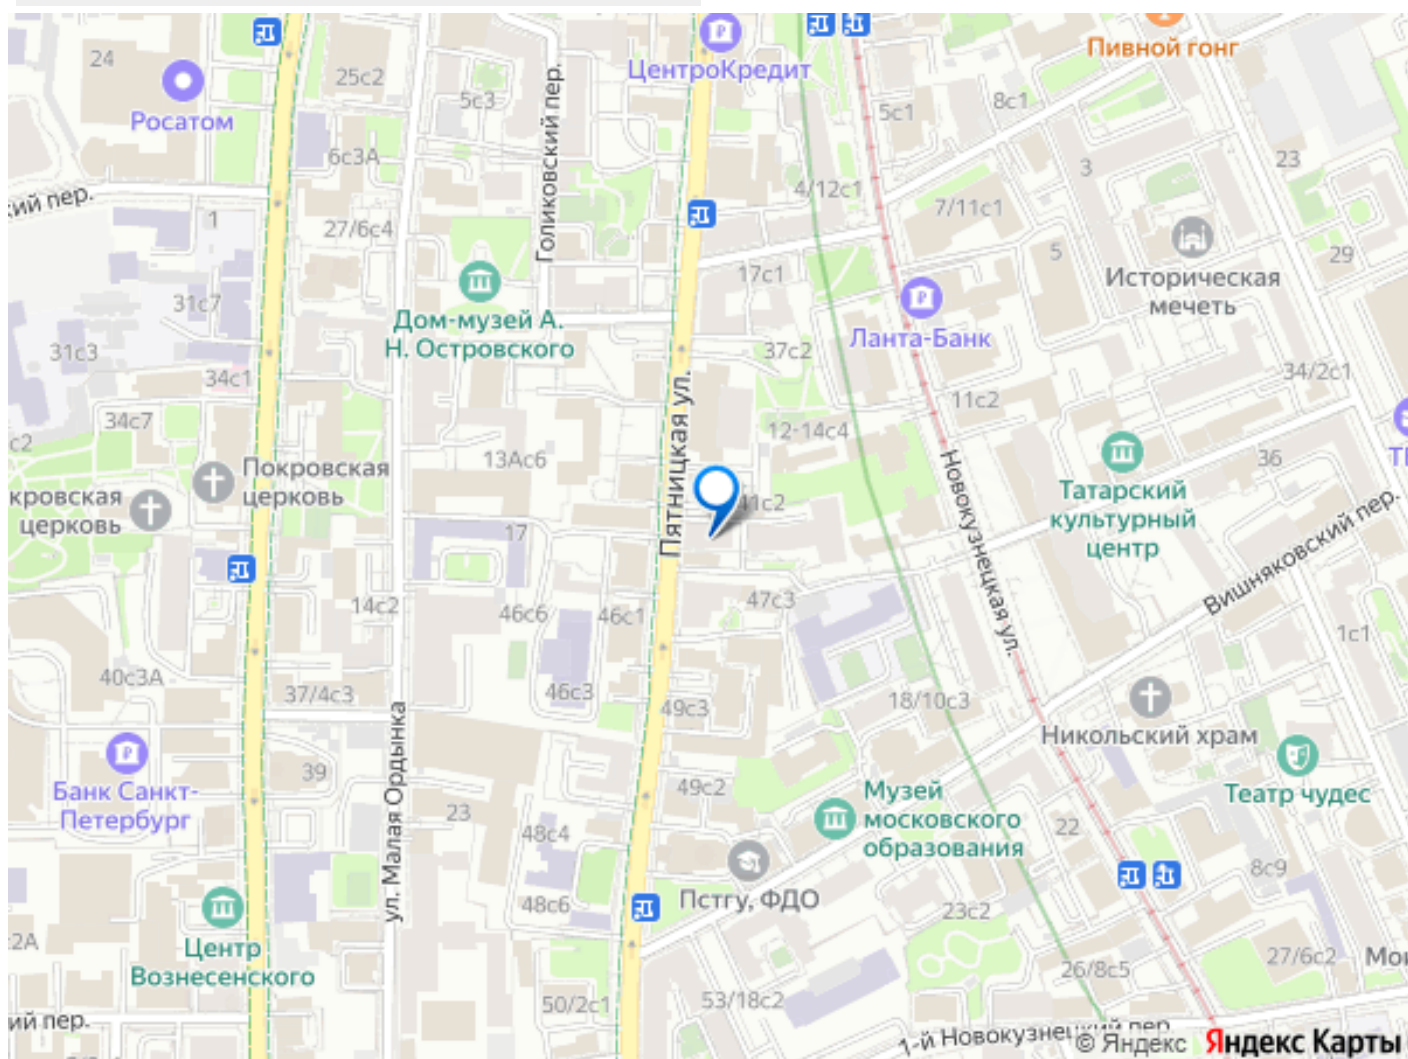 24
25с2
Росатом
5с3
Голиковский пер.
ЦентроКредит
Пивной гонг
5с1
8с1
6с3А
4/12с1
3
23
кий пер.
1
27/6с4
7/11с1
5
29
Историческая
мечеть
17с1
31с7
Дом-музей А.
Н. Островского
Ланта-Банк
31с3
34с1
37с2
34/2с1
11с2
34с7
с2
12-14с4
Пятницкая ул.
13Ас6
Покровская
церковь
кровская
церковь
41с2
36
Татарский
культурный
центр
Новокузнецкая ул.
Вишняковский пер.
17
14с2
46с6
46с1
47с3
1с1
40с3А
37/4с3
46с3
49с3
18/10с3
Никольский храм
Театр чудес
Банк Санкт-
Петербург
39
ул. Малая Ордынка
23
49с2
48с4
Музей
московского
образования
22
8с9
Пстгу, ФДО
48с6
23с2
2А
Центр
Вознесенского
26/8с5
27/6с2
50/2с1
53/18с2
ий пер.
1-й Новокузнецкий пер.
© Яндекс Яндекс Карты